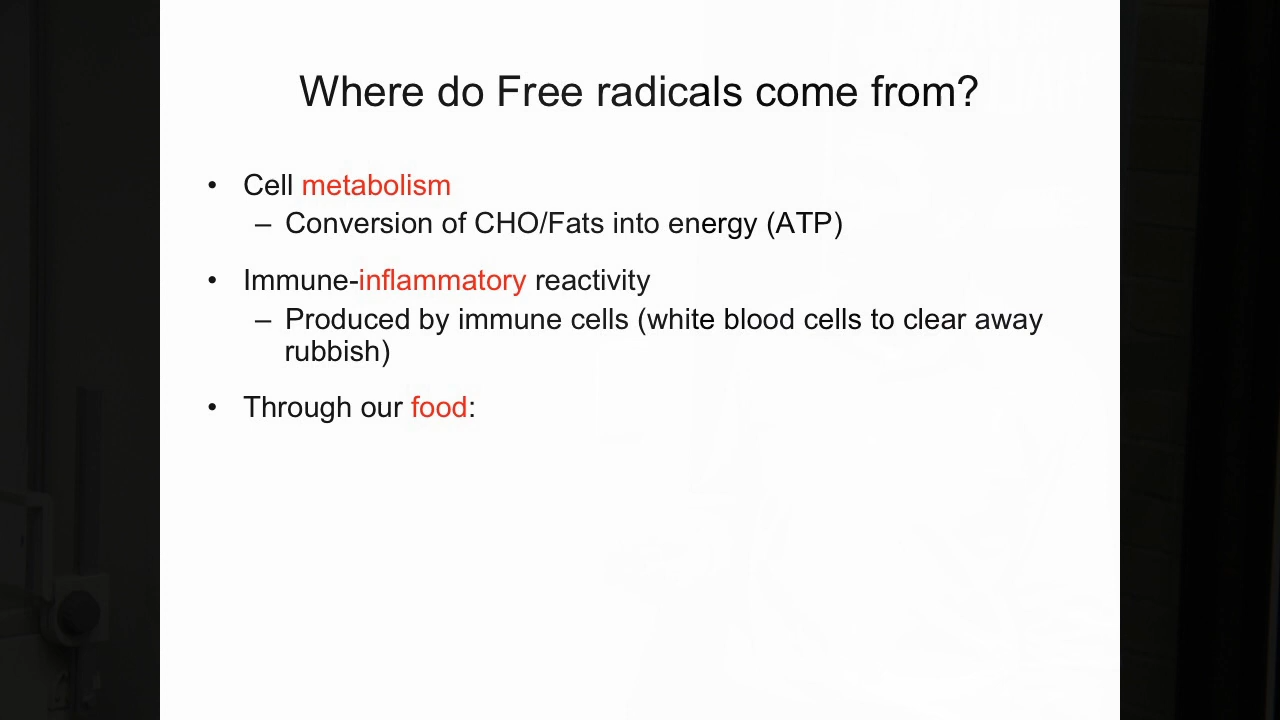 Where do Free radicals come from?
• Cell metabolism
– Conversion of CHO/Fats into energy (ATP)
• Immune-inflammatory reactivity
– Produced by immune cells (white blood cells to clear away
rubbish)
• Through our food: